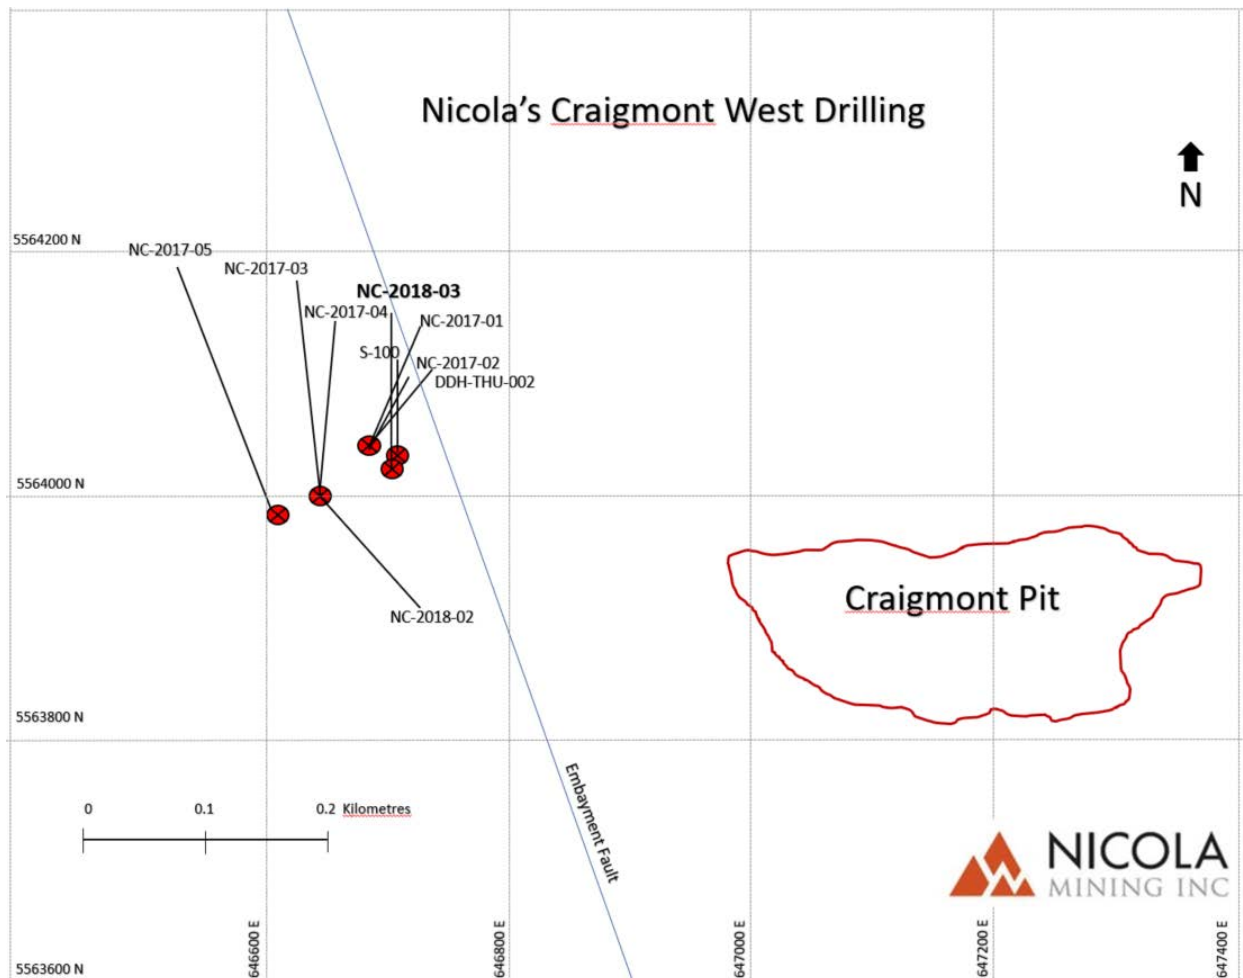 Nicola's Craigmont West Drilling
N
5564200 N
NC-2017-05
NC-2017-03
NC-2018-03
NC-2017-04
NC-2017-01
S-100
NC-2017-02
DDH-THU-002
5564000 N
Craigmont Pit
NC-2018-02
5563800 N
Embayment Fault
0 0.1 0.2 Kilometres
NICOLA
MINING INC
646600 E
646800 E
647000 E
647200 E
647400 E
5563600 N